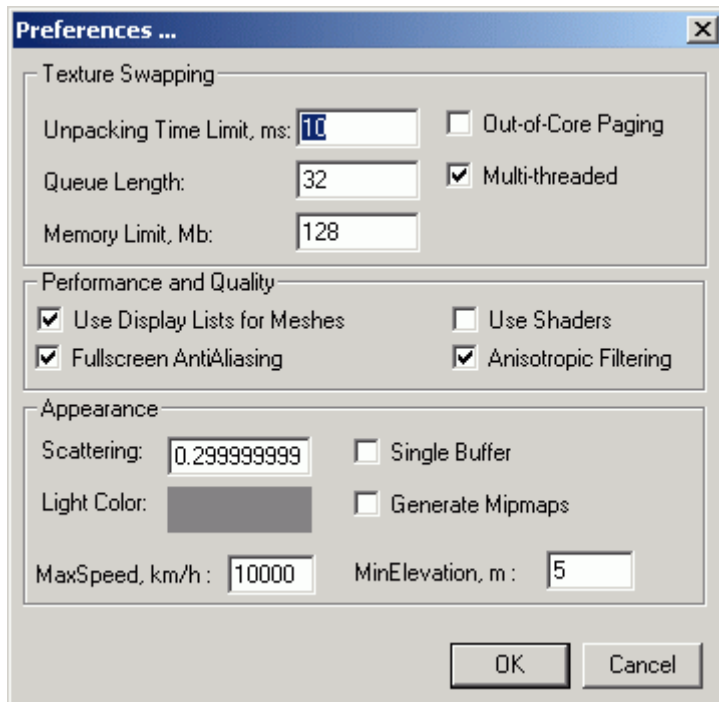 Preferences ...
Texture Swapping
Unpacking Time Limit, ms: 10
Out-of-Core Paging
Queue Length: 32
Multi-threaded
Memory Limit, Mb: 128
Performance and Quality
Use Display Lists for Meshes
Use Shaders
Fullscreen AntiAliasing
Anisotropic Filtering
Appearance
Scattering: 0.299999999
Single Buffer
Light Color:
Generate Mipmaps
MaxSpeed, km/h : 10000
MinElevation, m : 5
OK
Cancel